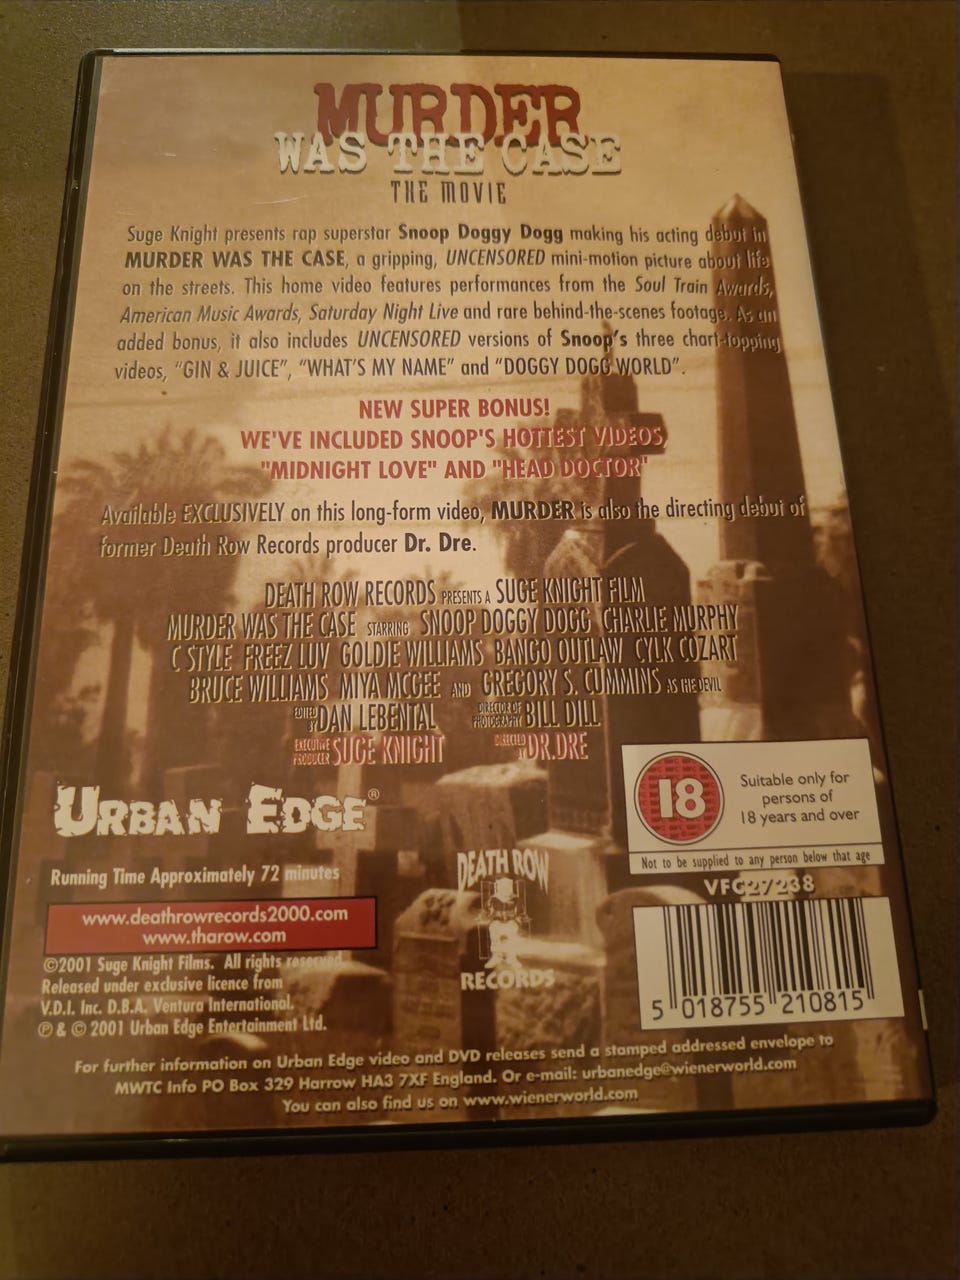 MURDER
WAS THE CASE
THE MOVIE
Suge Knight presents rap superstar Snoop Doggy Dogg making his acting debut in
MURDER WAS THE CASE, a gripping, UNCENSORED mini-motion picture about life
on the streets. This home video features performances from the Soul Train Awards,
American Music Awards, Saturday Night Live and rare behind-the-scenes footage. As an
added bonus, it also includes UNCENSORED versions of Snoop's three chart-topping
videos, "GIN & JUICE", "WHAT'S MY NAME" and "DOGGY DOGG WORLD".
NEW SUPER BONUS!
WE'VE INCLUDED SNOOP'S HOTTEST VIDEOS,
"MIDNIGHT LOVE" AND "HEAD DOCTOR"
Available EXCLUSIVELY on this long-form video, MURDER is also the directing debut of
former Death Row Records producer Dr. Dre.
DEATH ROW RECORDS PRESENTS A SUGE KNIGHT FILM
MURDER WAS THE CASE STARRING SNOOP DOGGY DOGG CHARLIE MURPHY
C STYLE FREEZ LUV GOLDIE WILLIAMS BANGO OUTLAW CYLK COZART
BRUCE WILLIAMS MIYA MCGEE AND GREGORY S. CUMMINS AS THE DEVIL
EDITED BY DAN LEBENTAL DIRECTOR OF PHOTOGRAPHY BILL DILL
EXECUTIVE PRODUCER SUGE KNIGHT DIRECTED BY DR. DRE
URBAN EDGE®
18
Suitable only for
persons of
18 years and over
Not to be supplied to any person below that age
Running Time Approximately 72 minutes
DEATH ROW
RECORDS
VFC27238
www.deathrowrecords2000.com
www.tharow.com
©2001 Suge Knight Films. All rights reserved.
Released under exclusive licence from
V.D.I. Inc. D.B.A. Ventura International.
℗ & © 2001 Urban Edge Entertainment Ltd.
5 018755 210815
For further information on Urban Edge video and DVD releases send a stamped addressed envelope to
MWTC Info PO Box 329 Harrow HA3 7XF England. Or e-mail: urbanedge@wienerworld.com
You can also find us on www.wienerworld.com